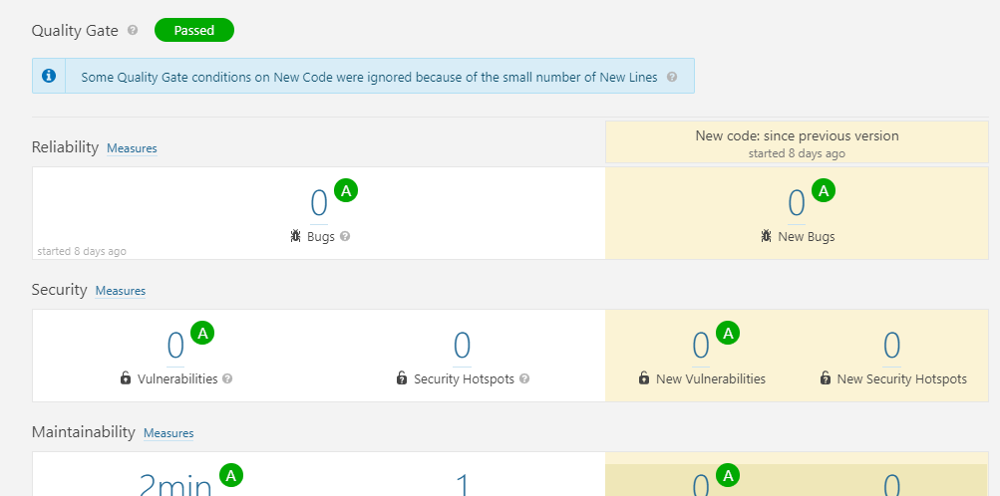 Quality Gate ? Passed
Some Quality Gate conditions on New Code were ignored because of the small number of New Lines ?
New code: since previous version
started 8 days ago
Reliability Measures
0 A
Bugs ?
started 8 days ago
0 A
New Bugs
Security Measures
0 A
Vulnerabilities ?
0
Security Hotspots ?
0 A
New Vulnerabilities
0
New Security Hotspots
Maintainability Measures
2min A
1
0 A
0